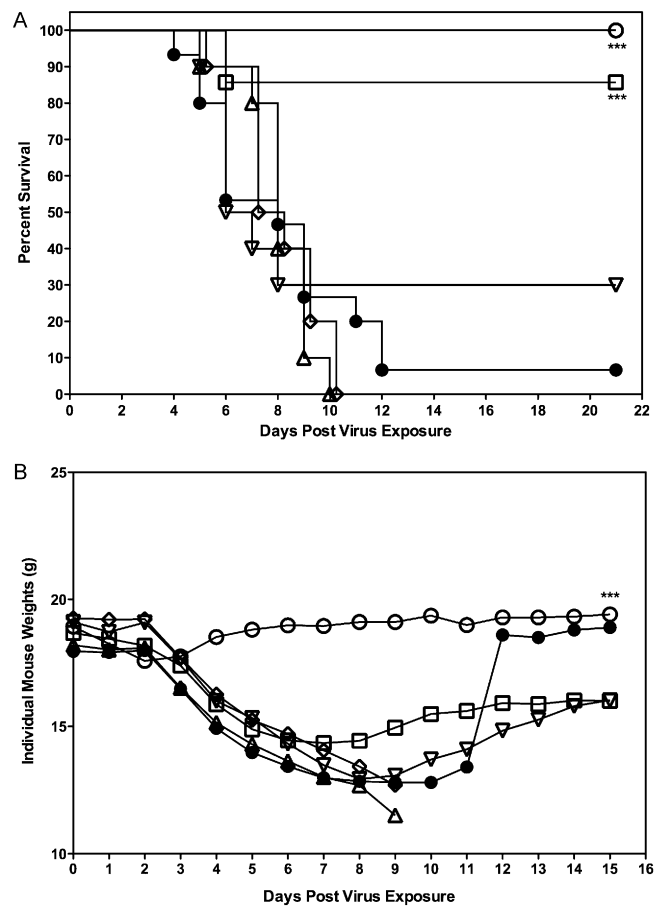 A
Percent Survival
100
90
80
70
60
50
40
30
20
10
0
***
***
0 2 4 6 8 10 12 14 16 18 20 22
Days Post Virus Exposure
B
Individual Mouse Weights (g)
25
20
15
10
***
0 1 2 3 4 5 6 7 8 9 10 11 12 13 14 15 16
Days Post Virus Exposure